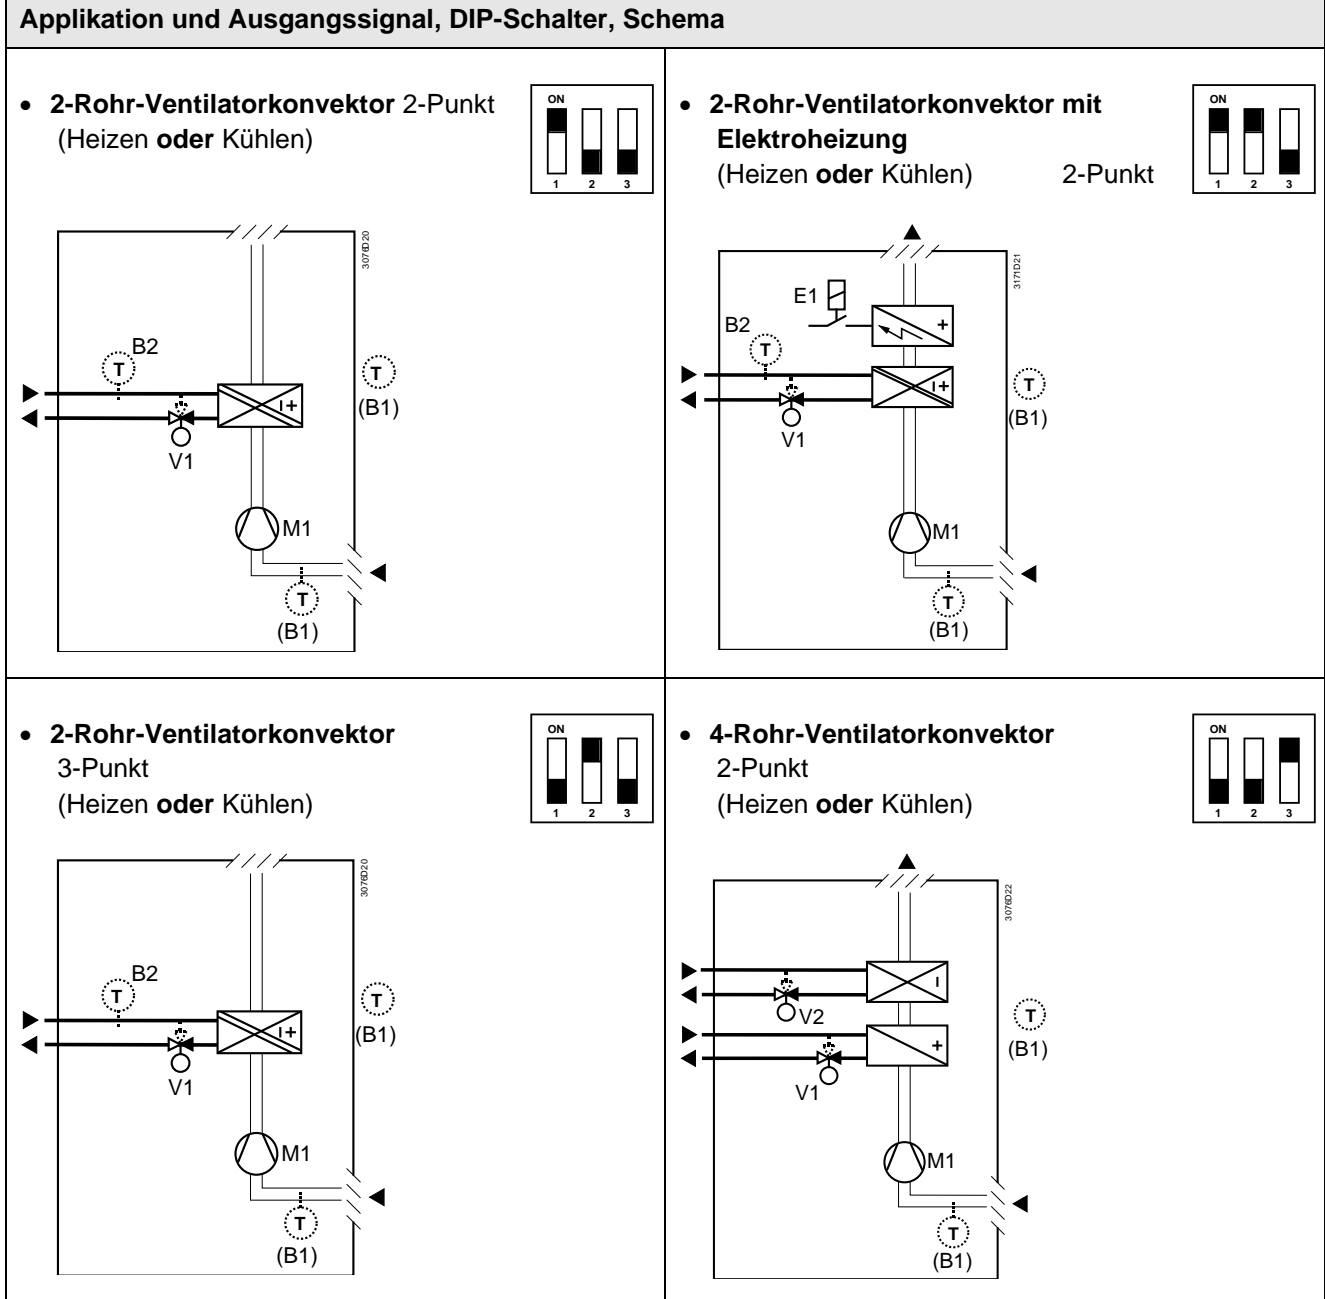 Applikation und Ausgangssignal, DIP-Schalter, Schema
• 2-Rohr-Ventilatorkonvektor 2-Punkt
(Heizen oder Kühlen)
ON
1 2 3
3076D20
B2
T
T
(B1)
I+
V1
M1
T
(B1)
• 2-Rohr-Ventilatorkonvektor mit
Elektroheizung
(Heizen oder Kühlen) 2-Punkt
ON
1 2 3
3171D21
E1
+
B2
T
I+
T
(B1)
V1
M1
T
(B1)
• 2-Rohr-Ventilatorkonvektor
3-Punkt
(Heizen oder Kühlen)
ON
1 2 3
3076D20
B2
T
T
(B1)
I+
V1
M1
T
(B1)
• 4-Rohr-Ventilatorkonvektor
2-Punkt
(Heizen oder Kühlen)
ON
1 2 3
3076D22
I
V2
T
(B1)
+
V1
M1
T
(B1)